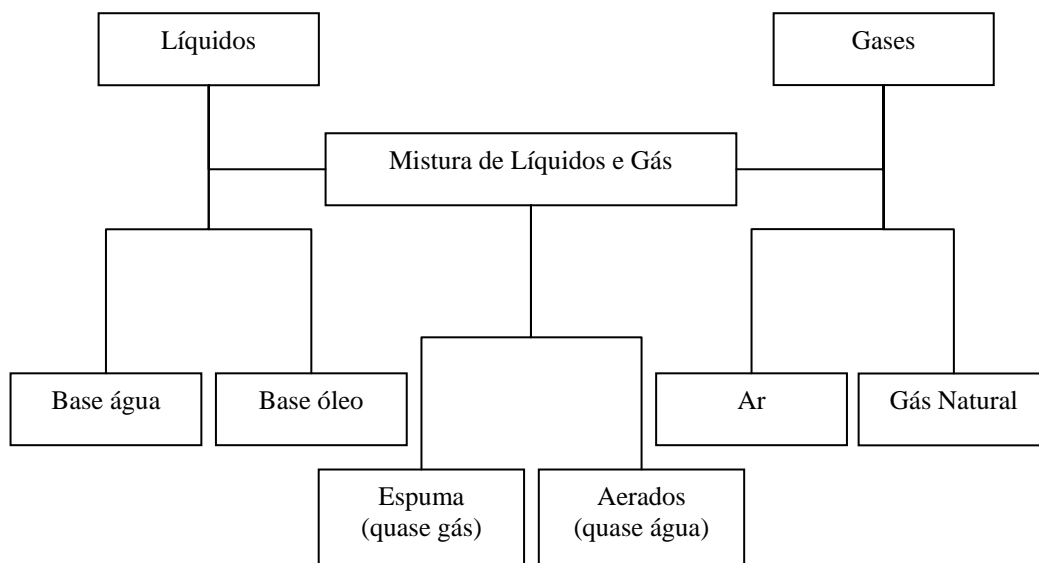 Líquidos
Gases
Mistura de Líquidos e Gás
Base água
Base óleo
Ar
Gás Natural
Espuma
(quase gás)
Aerados
(quase água)